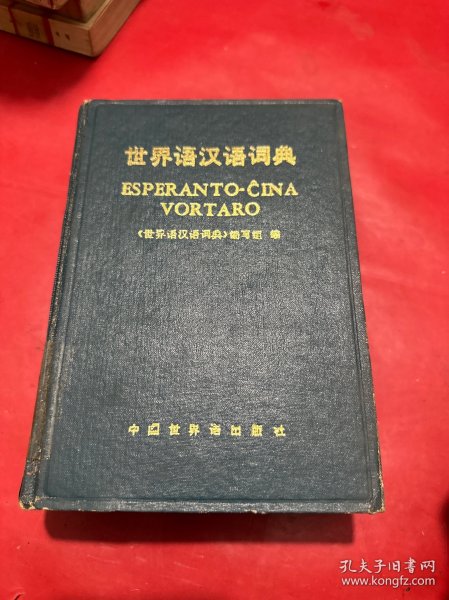 世界语汉语词典
ESPERANTO-ĈINA
VORTARO
《世界语汉语词典》编写组 编
中国世界语出版社
孔夫子旧书网
www.kongfz.com